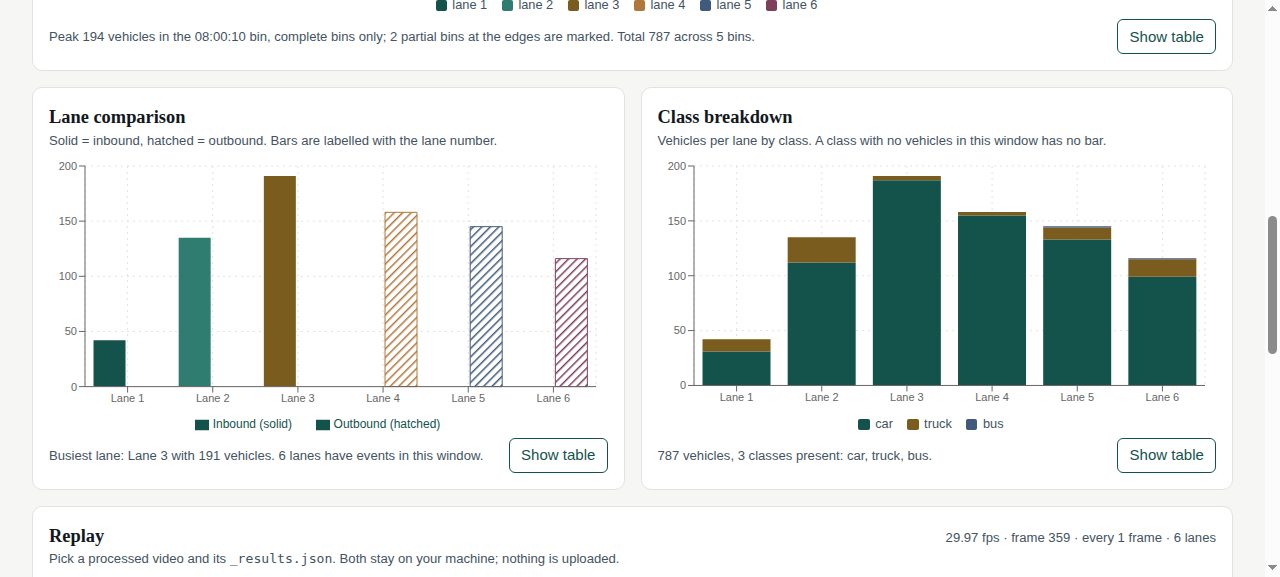 lane 1 lane 2 lane 3 lane 4 lane 5 lane 6
Peak 194 vehicles in the 08:00:10 bin, complete bins only; 2 partial bins at the edges are marked. Total 787 across 5 bins.
Show table
Lane comparison
Solid = inbound, hatched = outbound. Bars are labelled with the lane number.
200
150
100
50
0
Lane 1 Lane 2 Lane 3 Lane 4 Lane 5 Lane 6
Inbound (solid) Outbound (hatched)
Busiest lane: Lane 3 with 191 vehicles. 6 lanes have events in this window.
Show table
Class breakdown
Vehicles per lane by class. A class with no vehicles in this window has no bar.
200
150
100
50
0
Lane 1 Lane 2 Lane 3 Lane 4 Lane 5 Lane 6
car truck bus
787 vehicles, 3 classes present: car, truck, bus.
Show table
Replay
29.97 fps · frame 359 · every 1 frame · 6 lanes
Pick a processed video and its _results.json. Both stay on your machine; nothing is uploaded.